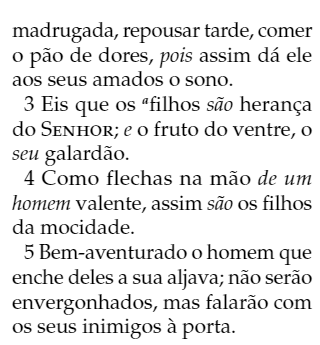 madrugada, repousar tarde, comer
o pão de dores, pois assim dá ele
aos seus amados o sono.
3 Eis que os ᵃfilhos são herança
do SENHOR; e o fruto do ventre, o
seu galardão.
4 Como flechas na mão de um
homem valente, assim são os filhos
da mocidade.
5 Bem-aventurado o homem que
enche deles a sua aljava; não serão
envergonhados, mas falarão com
os seus inimigos à porta.